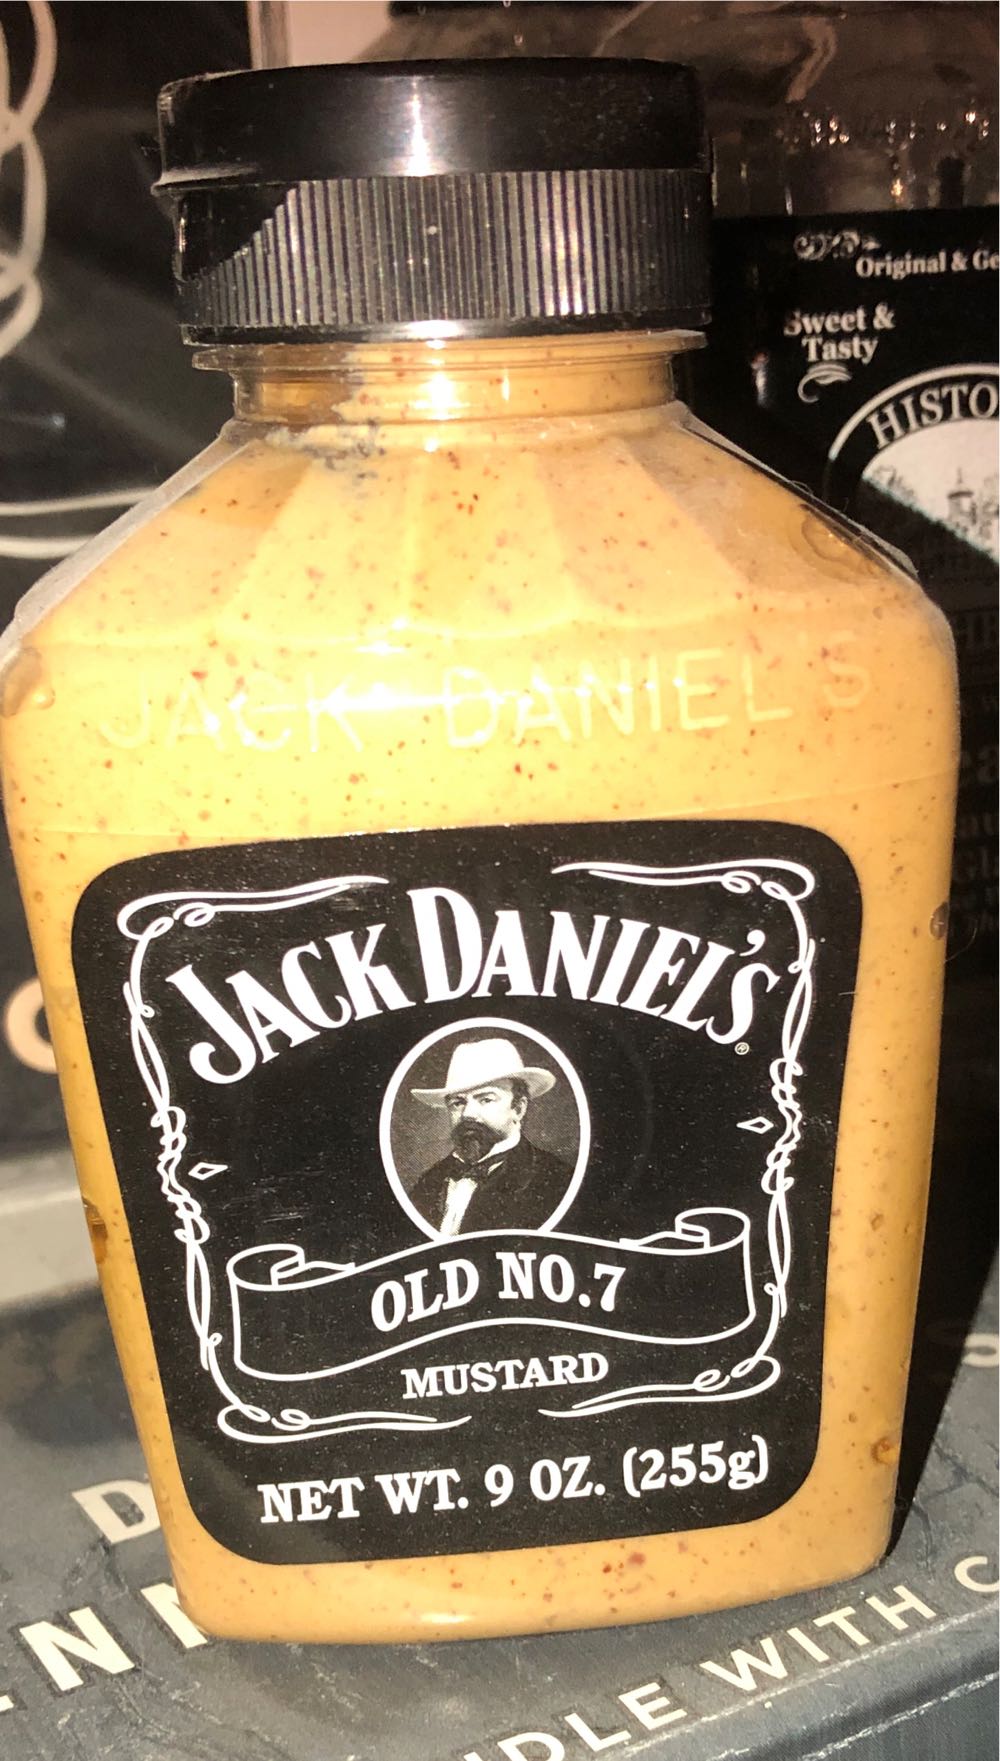 Original & Ge
Sweet &
Tasty
HISTO
JACK DANIEL'S
JACK DANIEL'S®
OLD NO.7
MUSTARD
NET WT. 9 OZ. (255g)
WITH